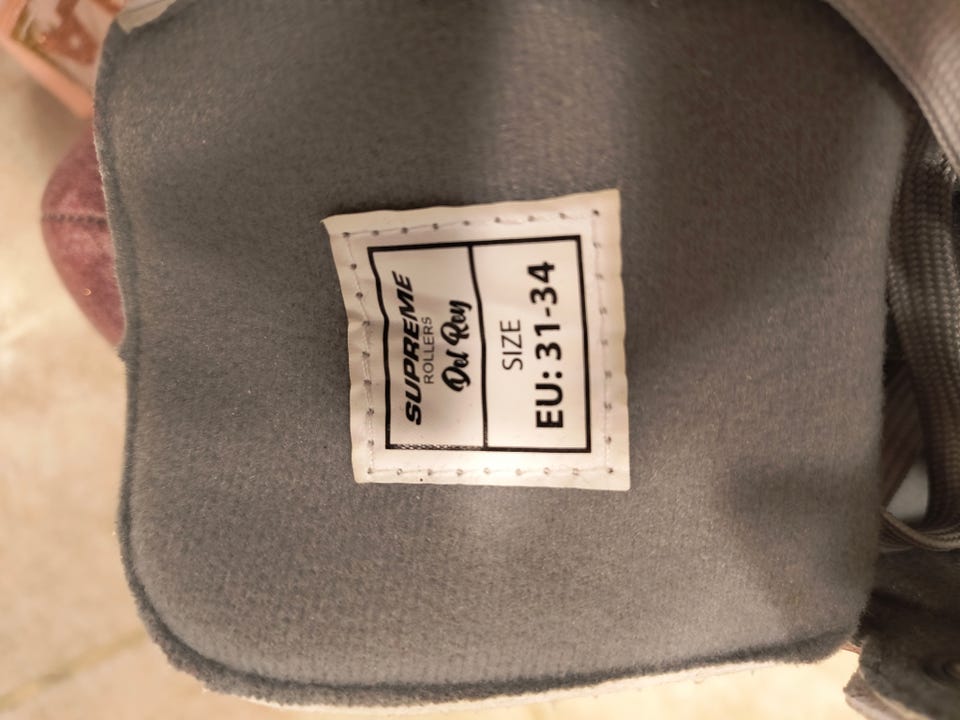 SUPREME
ROLLERS
Del Rey
SIZE
EU: 31-34